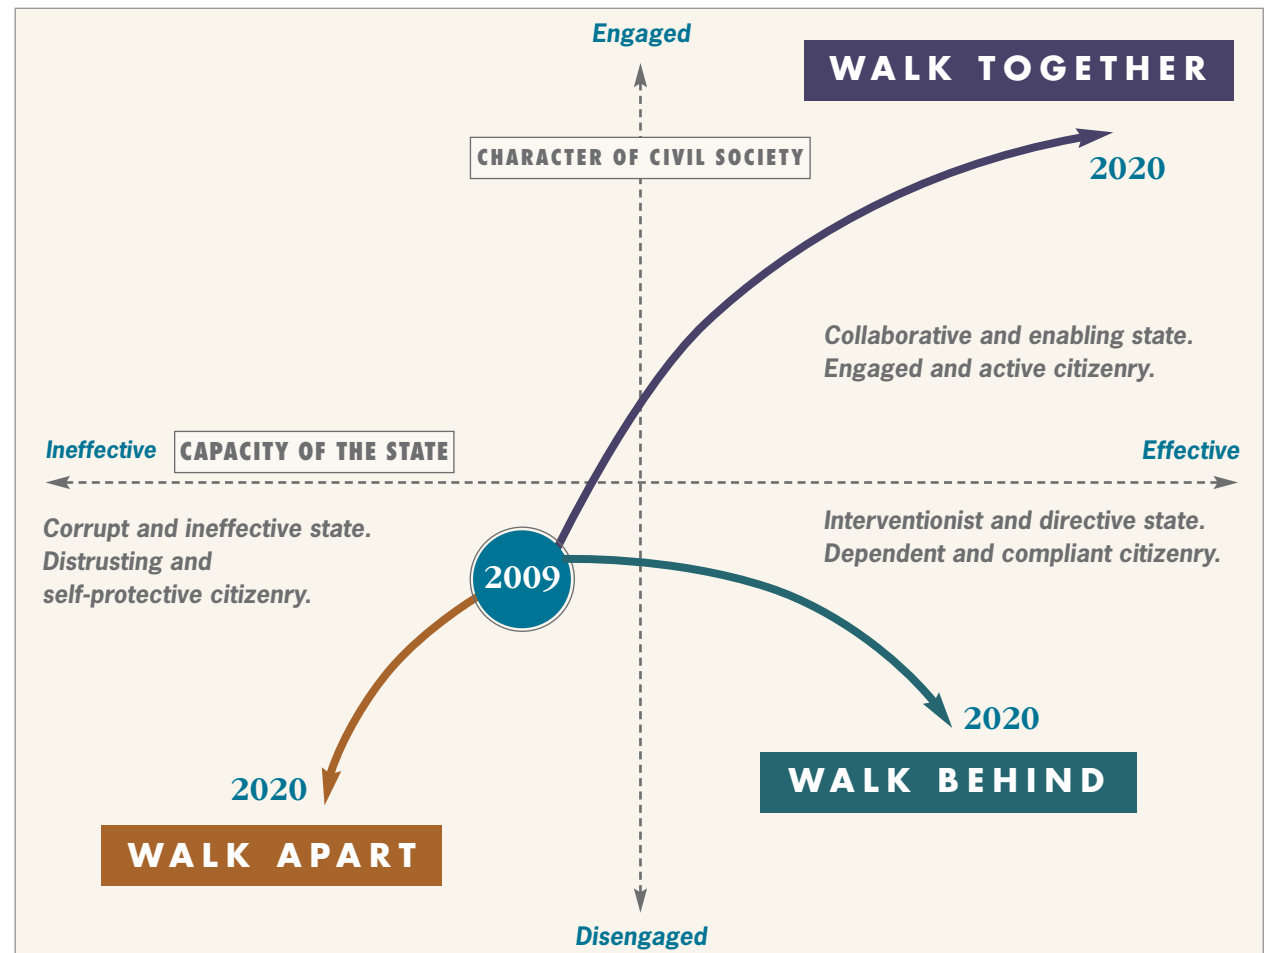 Engaged
WALK TOGETHER
CHARACTER OF CIVIL SOCIETY
2020
Collaborative and enabling state.
Engaged and active citizenry.
Ineffective
CAPACITY OF THE STATE
Effective
Corrupt and ineffective state.
Distrusting and
self-protective citizenry.
Interventionist and directive state.
Dependent and compliant citizenry.
2009
2020
WALK BEHIND
2020
WALK APART
Disengaged